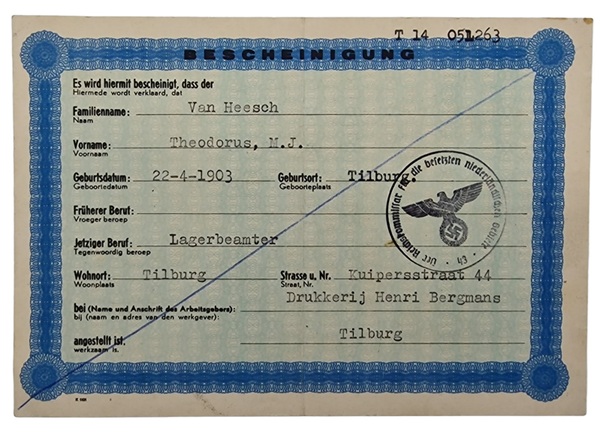 T 14 051263
BESCHEINIGUNG
Es wird hiermit bescheinigt, dass der
Hiermede wordt verklaard, dat
Familienname: Van Heesch
Naam
Vorname: Theodorus, M.J.
Voornaam
Geburtsdatum: 22-4-1903 Geburtsort: Tilburg.
Geboortedatum Geboorteplaats
Früherer Beruf:
Vroeger beroep
Jetziger Beruf: Lagerbeamter
Tegenwoordig beroep
Wohnort: Tilburg Strasse u. Nr. Kuipersstraat 44
Woonplaats Straat, Nr.
Drukkerij Henri Bergmans
bei (Name und Anschrift des Arbeitgebers):
bij (naam en adres van den werkgever):
angestellt ist. Tilburg
werkzaam is.
Der Reichskommissar für die besetzten niederländischen Gebiete
· 43 ·